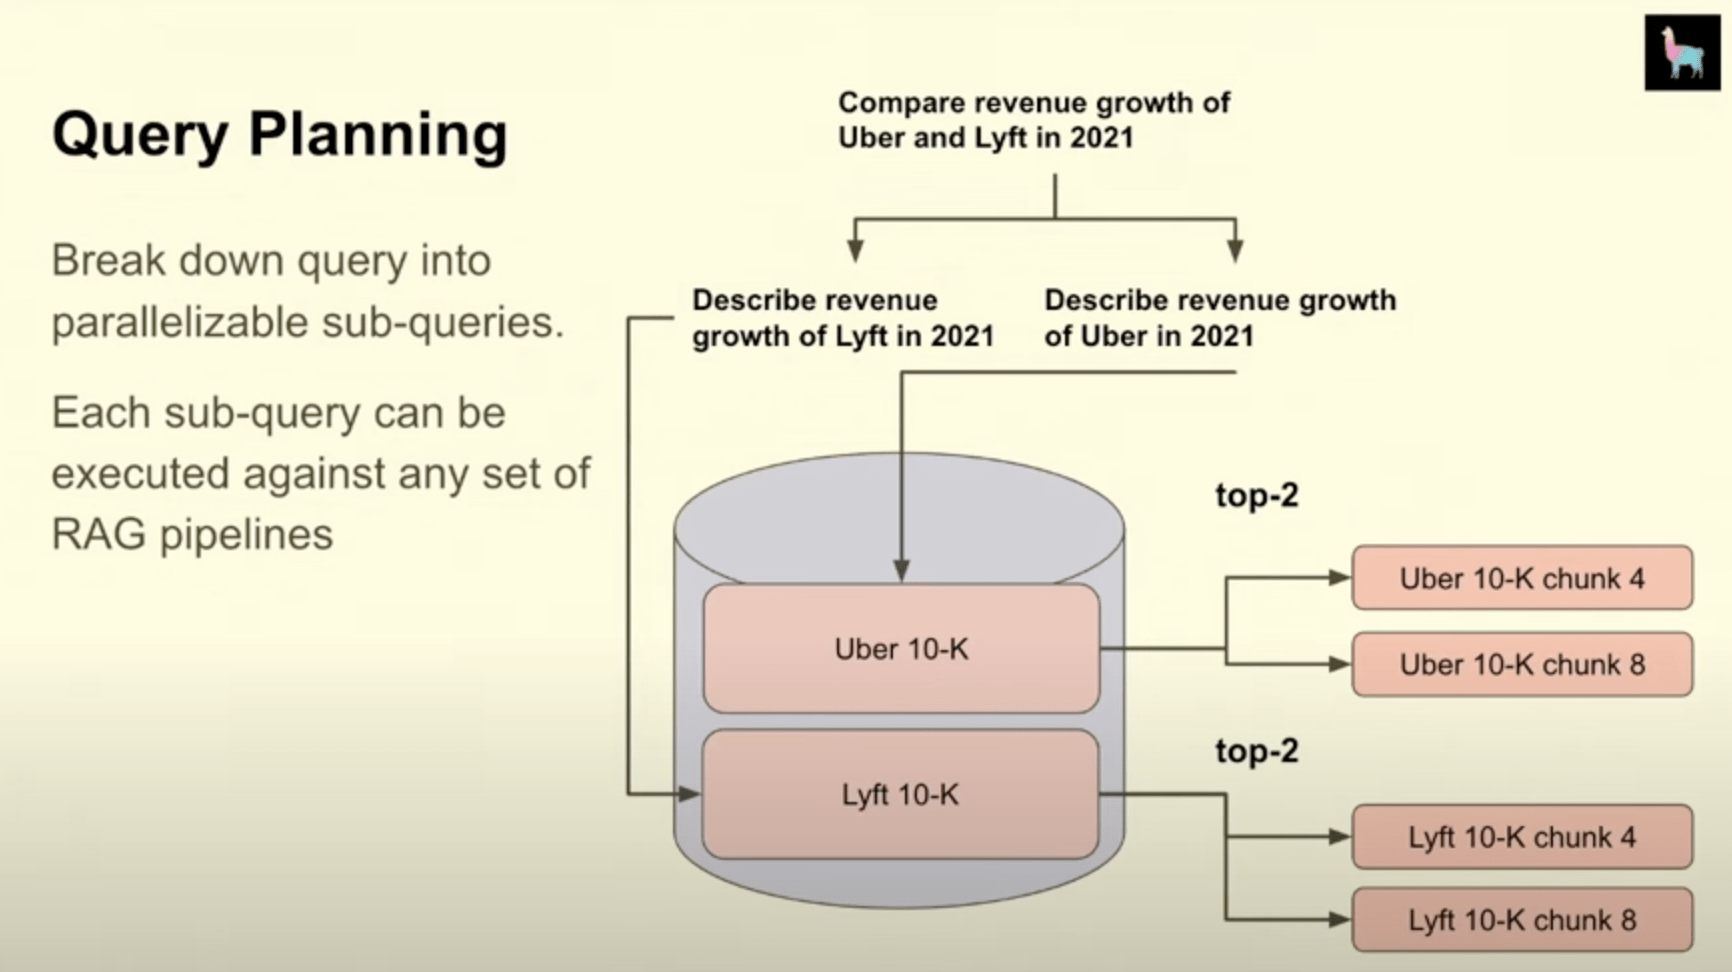 Query Planning
Break down query into
parallelizable sub-queries.
Each sub-query can be
executed against any set of
RAG pipelines
Compare revenue growth of
Uber and Lyft in 2021
Describe revenue
growth of Lyft in 2021
Describe revenue growth
of Uber in 2021
Uber 10-K
Lyft 10-K
top-2
Uber 10-K chunk 4
Uber 10-K chunk 8
top-2
Lyft 10-K chunk 4
Lyft 10-K chunk 8